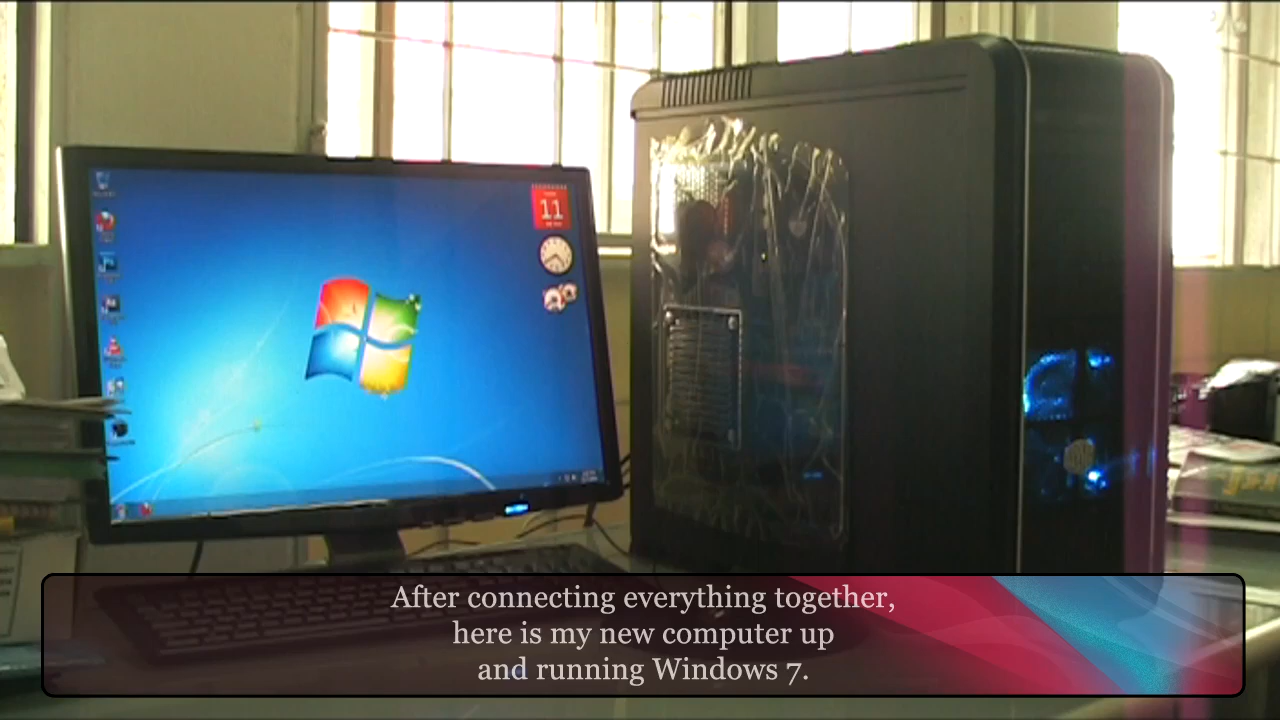 11
After connecting everything together,
here is my new computer up
and running Windows 7.